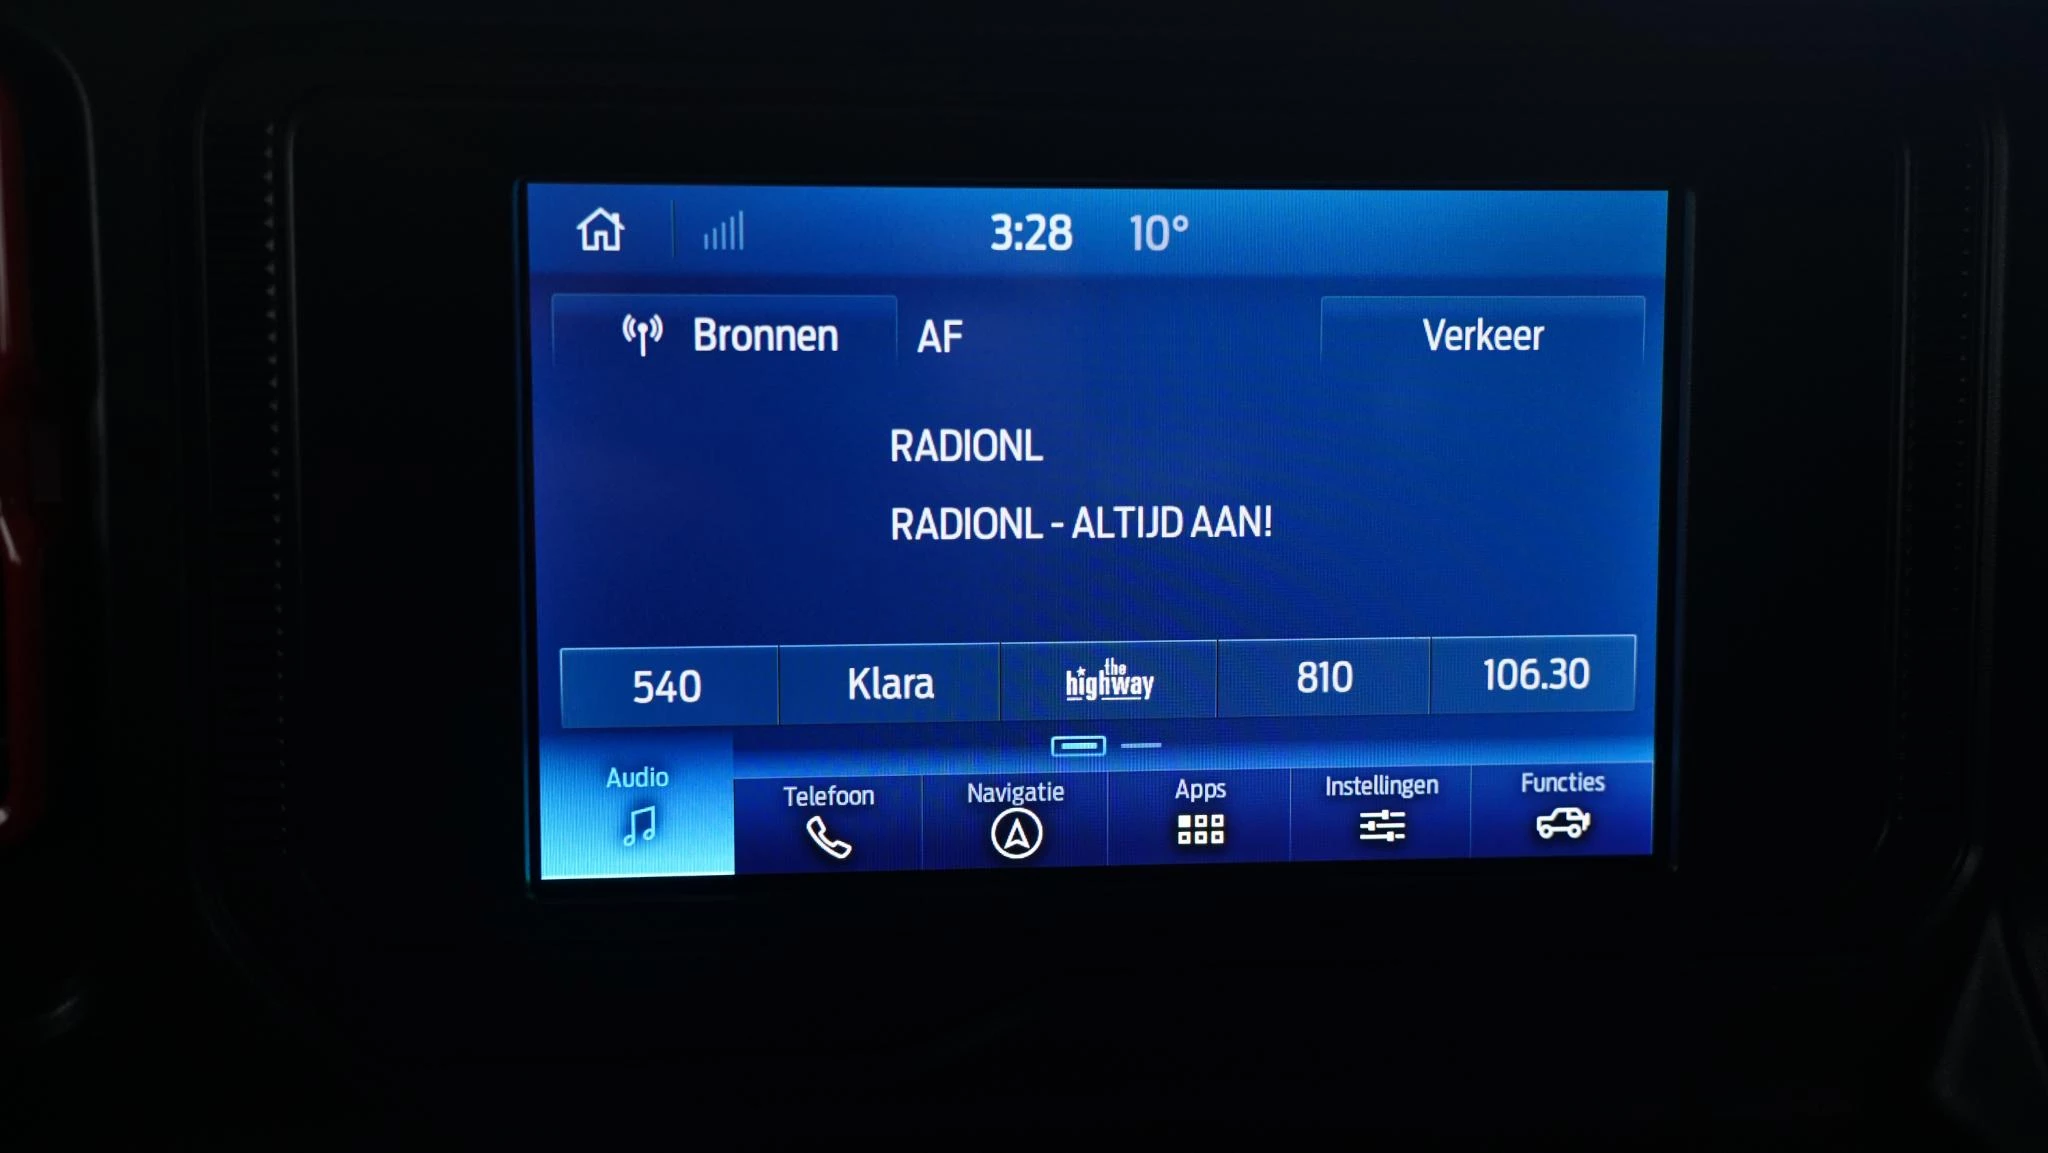 3:28 10°
Bronnen AF Verkeer
RADIONL
RADIONL - ALTIJD AAN!
540 Klara the highway 810 106.30
Audio Telefoon Navigatie Apps Instellingen Functies